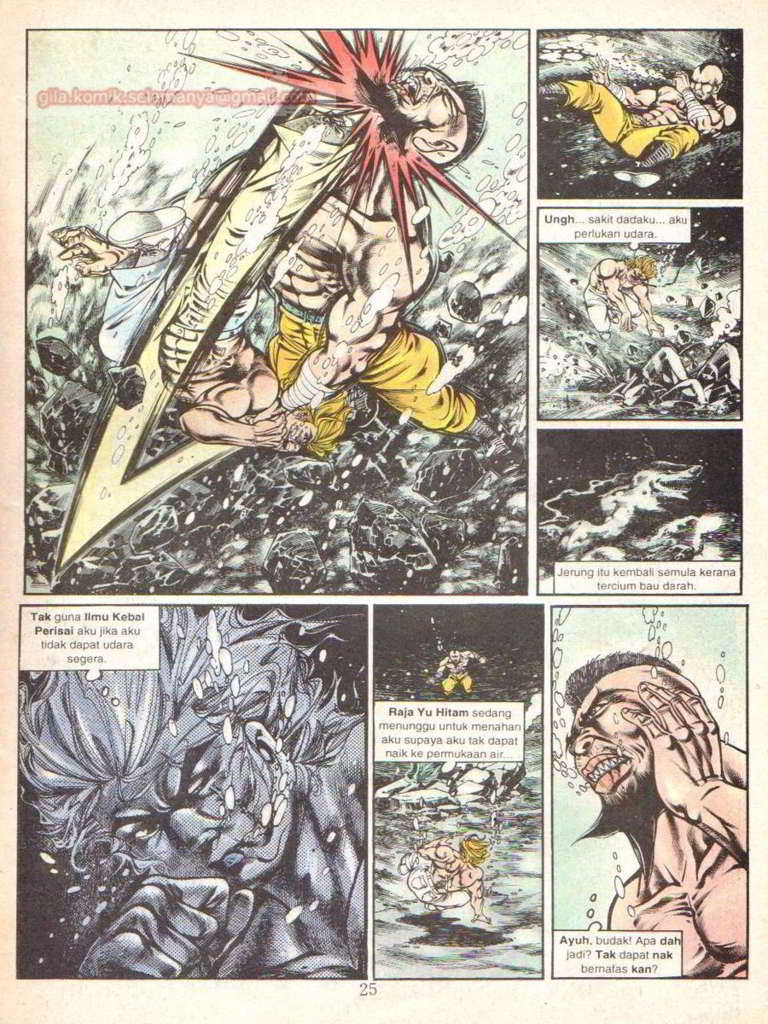 gila.komik.selamanya@gmail.com
Ungh... sakit dadaku... aku
perlukan udara.
Jerung itu kembali semula kerana
tercium bau darah.
Tak guna Ilmu Kebal
Perisai aku jika aku
tidak dapat udara
segera.
Raja Yu Hitam sedang
menunggu untuk menahan
aku supaya aku tak dapat
naik ke permukaan air...
Ayuh, budak! Apa dah
jadi? Tak dapat nak
bernafas kan?
25